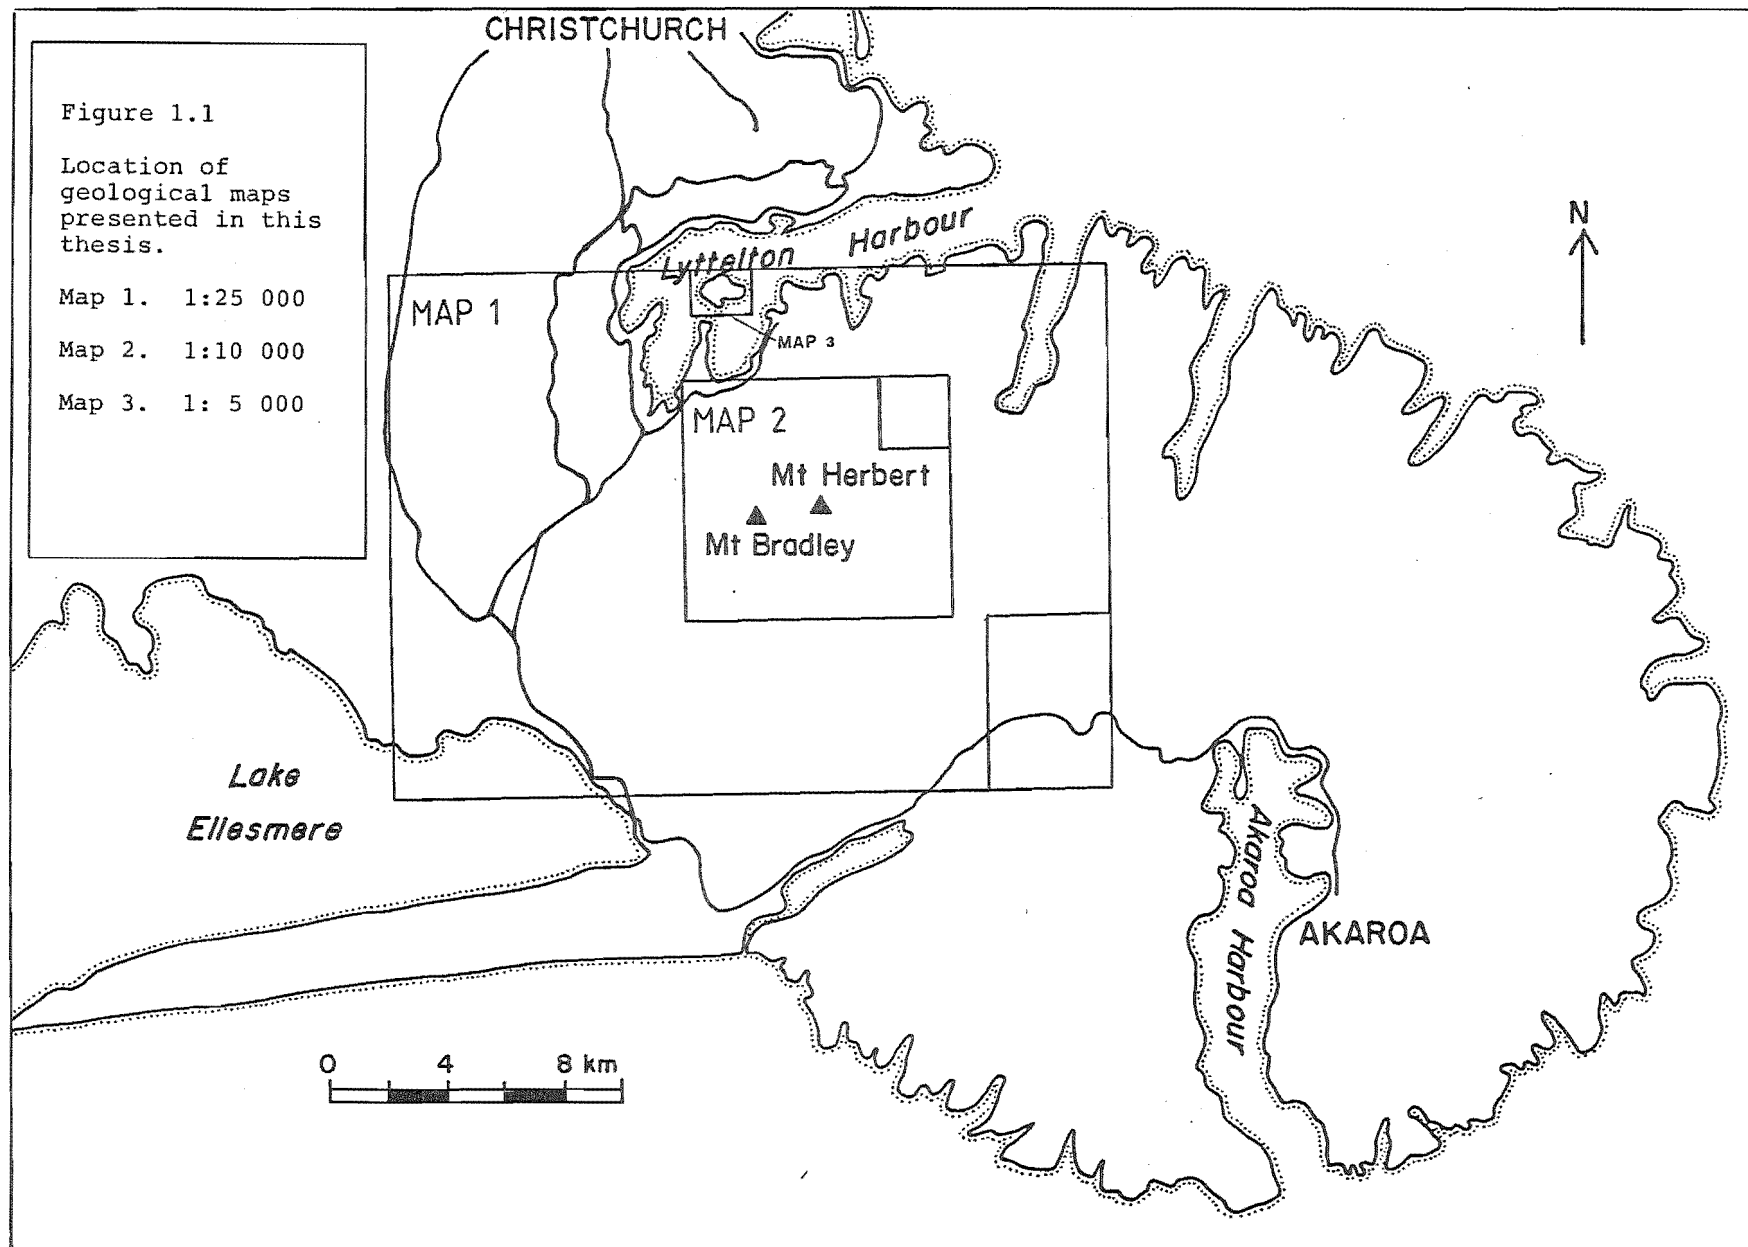 CHRISTCHURCH
Figure 1.1
Location of
geological maps
presented in this
thesis.
Map 1. 1:25 000
Map 2. 1:10 000
Map 3. 1: 5 000
N
Lyttelton Harbour
MAP 1
MAP 3
MAP 2
Mt Herbert
Mt Bradley
Lake
Ellesmere
Akaroa Harbour
AKAROA
0 4 8 km